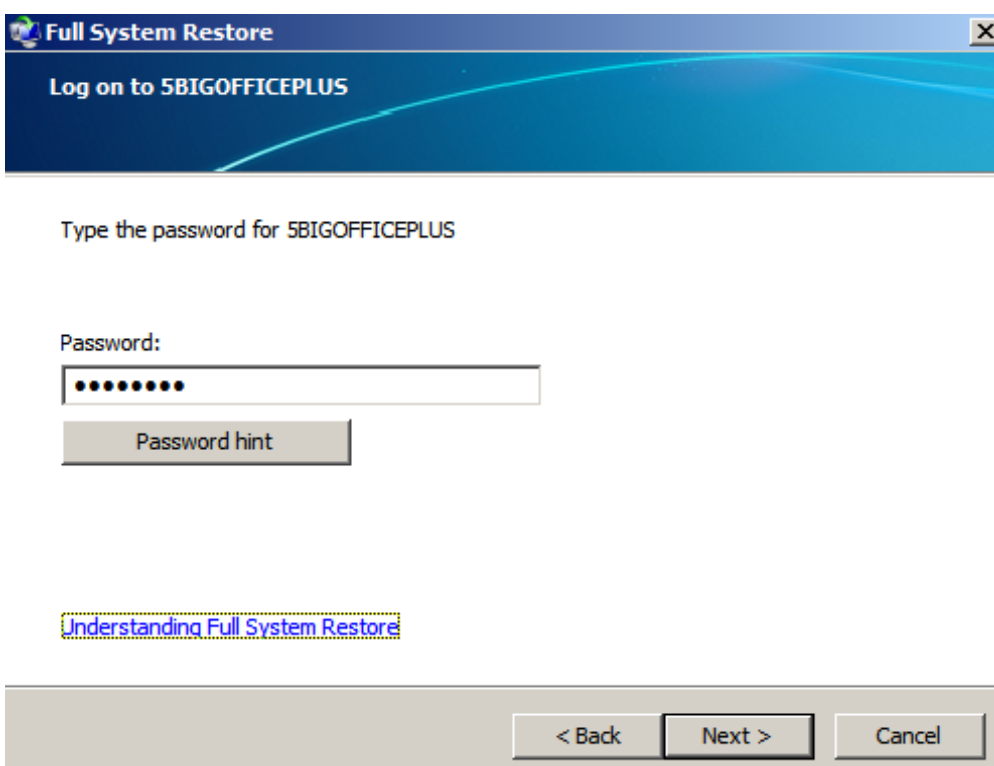 Full System Restore
Log on to 5BIGOFFICEPLUS
Type the password for 5BIGOFFICEPLUS
Password:
••••••••
Password hint
Understanding Full System Restore
< Back
Next >
Cancel